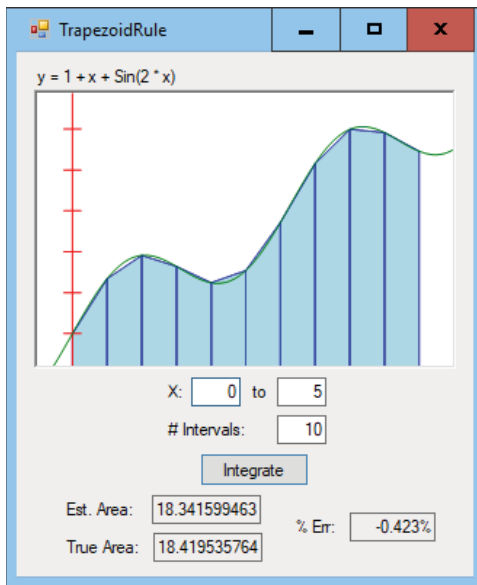 TrapezoidRule
y = 1 + x + Sin(2 * x)
X: 0 to 5
# Intervals: 10
Integrate
Est. Area: 18.341599463
% Err: -0.423%
True Area: 18.419535764